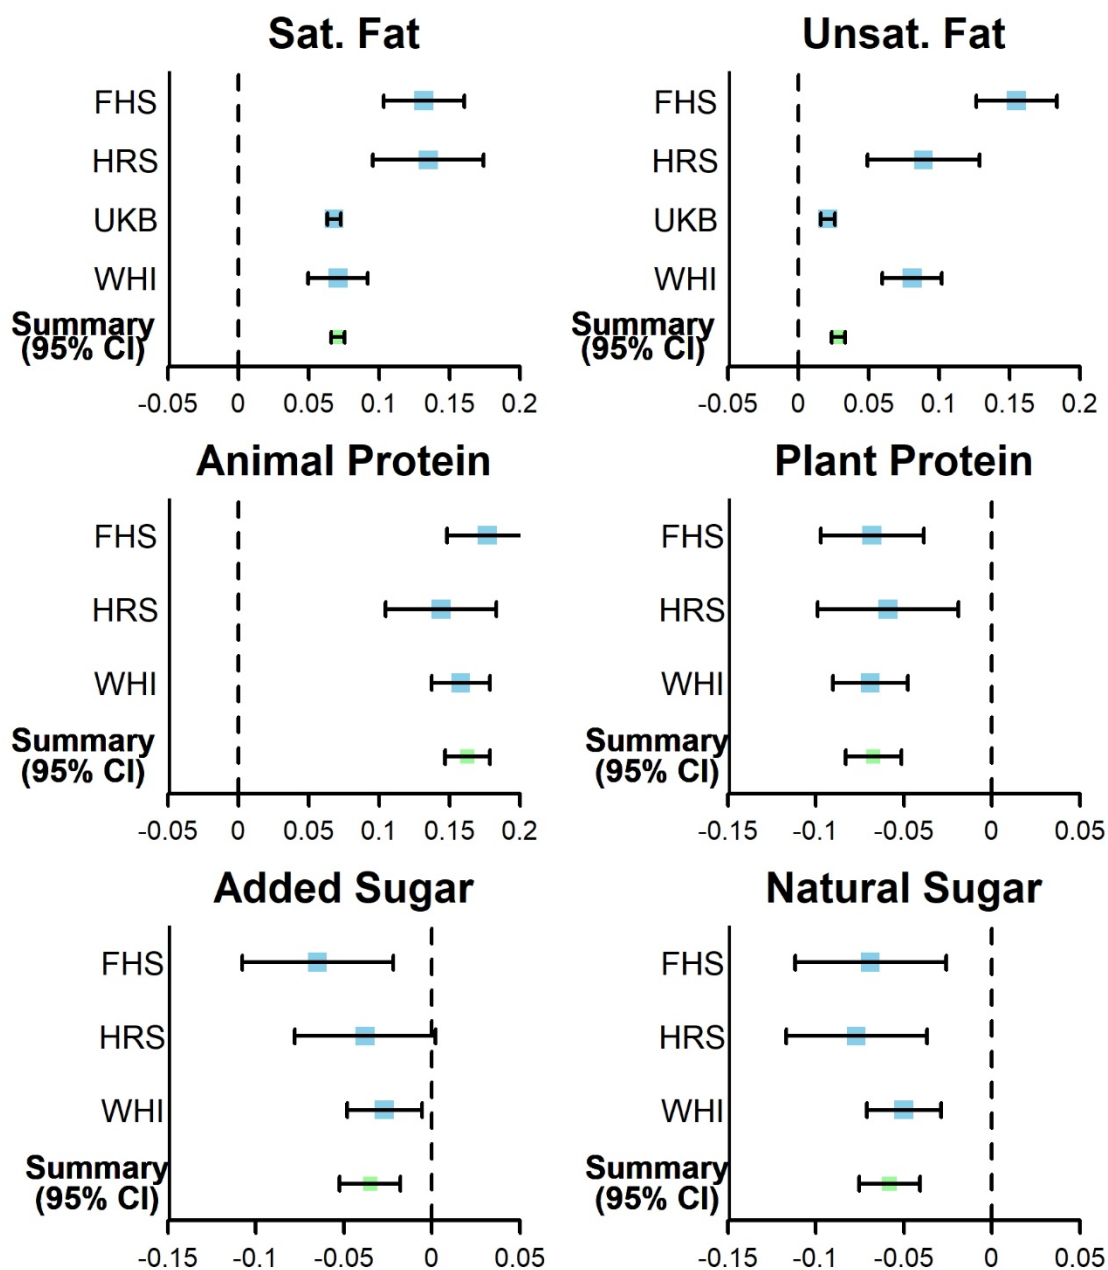 Sat. Fat
FHS
HRS
UKB
WHI
Summary
(95% CI)
-0.05 0 0.05 0.1 0.15 0.2
Unsat. Fat
FHS
HRS
UKB
WHI
Summary
(95% CI)
-0.05 0 0.05 0.1 0.15 0.2
Animal Protein
FHS
HRS
WHI
Summary
(95% CI)
-0.05 0 0.05 0.1 0.15 0.2
Plant Protein
FHS
HRS
WHI
Summary
(95% CI)
-0.15 -0.1 -0.05 0 0.05
Added Sugar
FHS
HRS
WHI
Summary
(95% CI)
-0.15 -0.1 -0.05 0 0.05
Natural Sugar
FHS
HRS
WHI
Summary
(95% CI)
-0.15 -0.1 -0.05 0 0.05